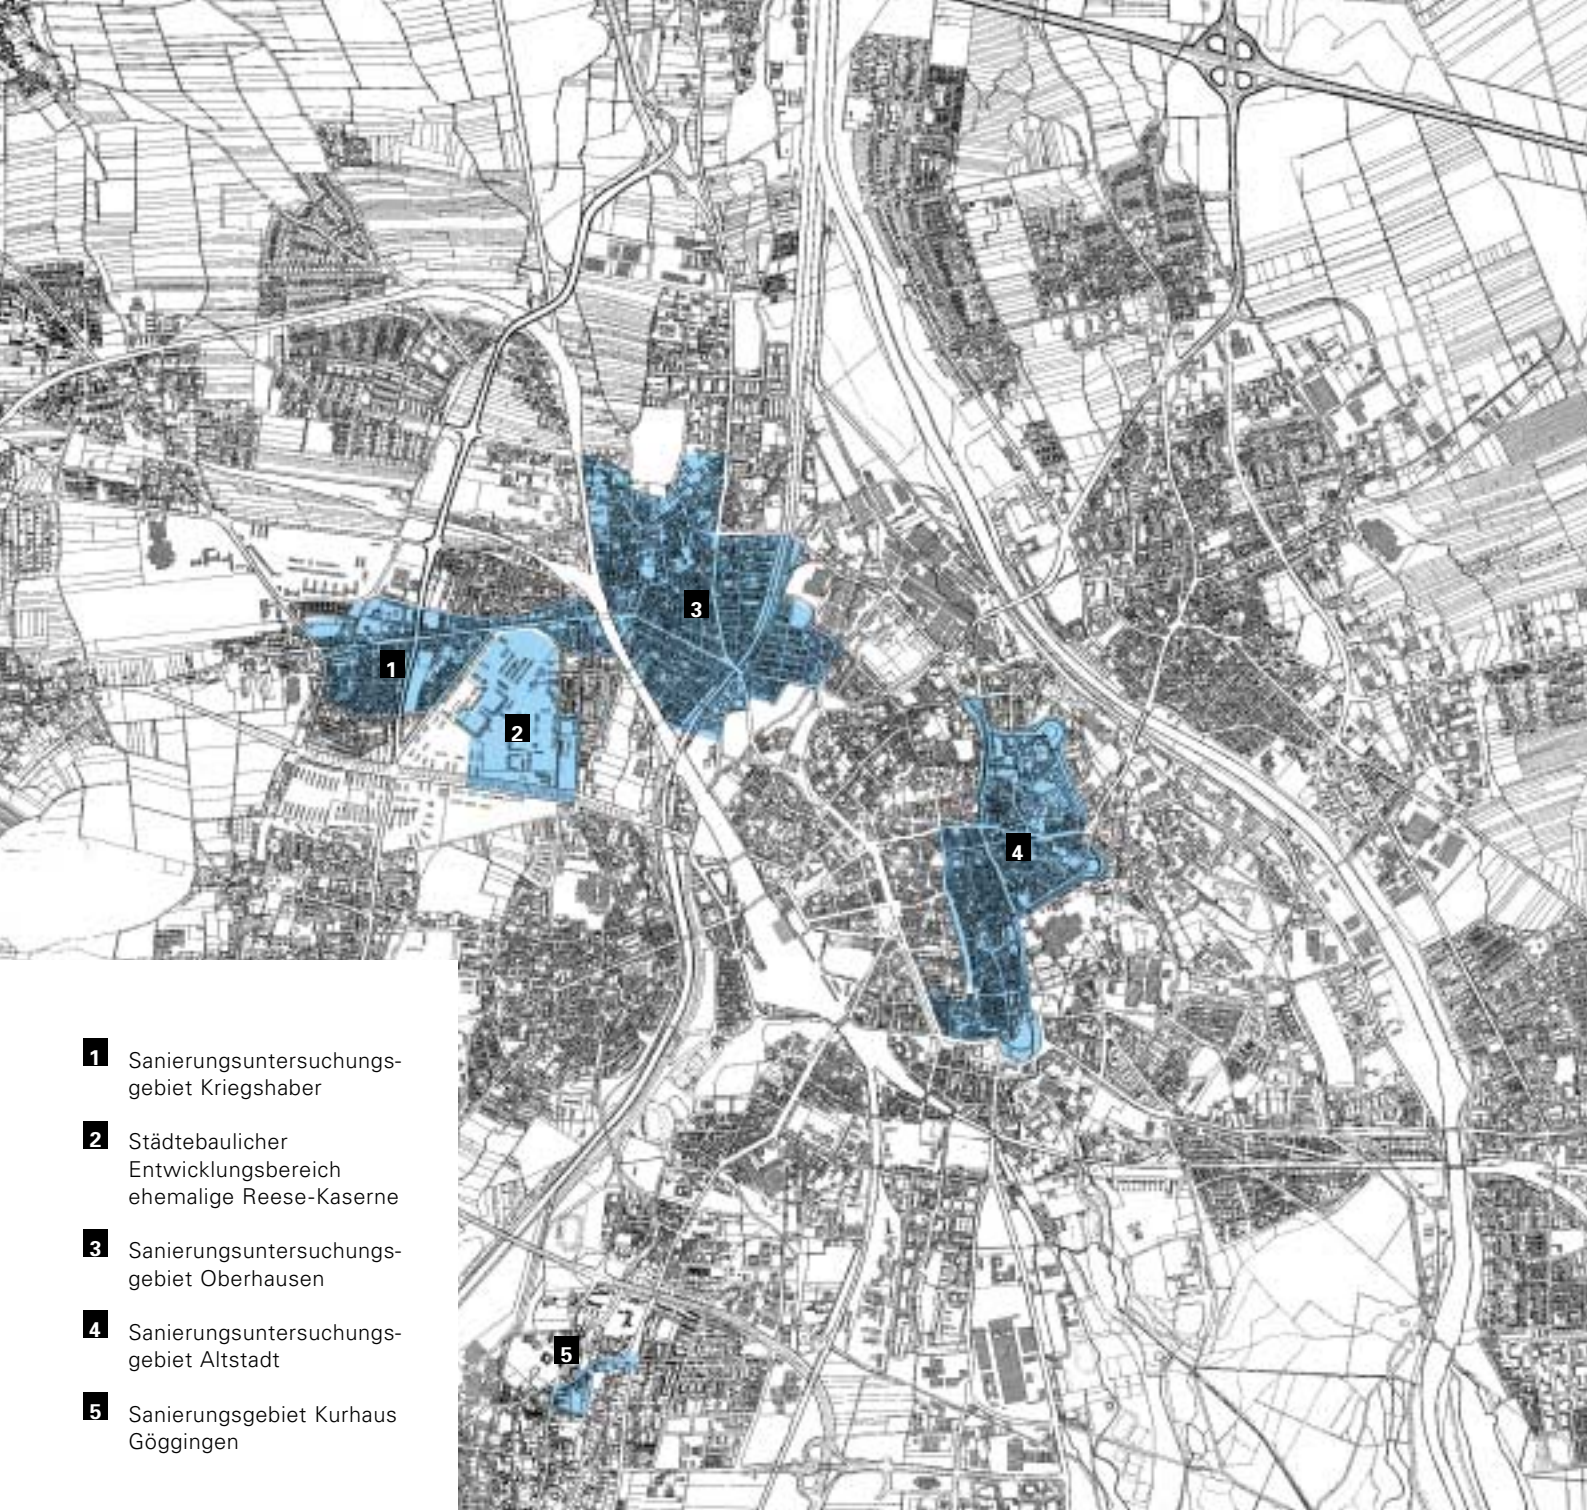 3
1
2
4
5
1 Sanierungsuntersuchungs-
gebiet Kriegshaber
2 Städtebaulicher
Entwicklungsbereich
ehemalige Reese-Kaserne
3 Sanierungsuntersuchungs-
gebiet Oberhausen
4 Sanierungsuntersuchungs-
gebiet Altstadt
5 Sanierungsgebiet Kurhaus
Göggingen